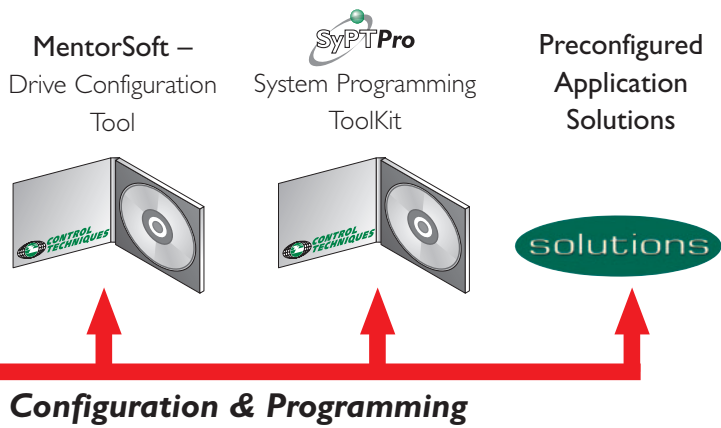 MentorSoft –
Drive Configuration
Tool
SyPTPro
System Programming
ToolKit
Preconfigured
Application
Solutions
CONTROL
TECHNIQUES
CONTROL
TECHNIQUES
solutions
Configuration & Programming